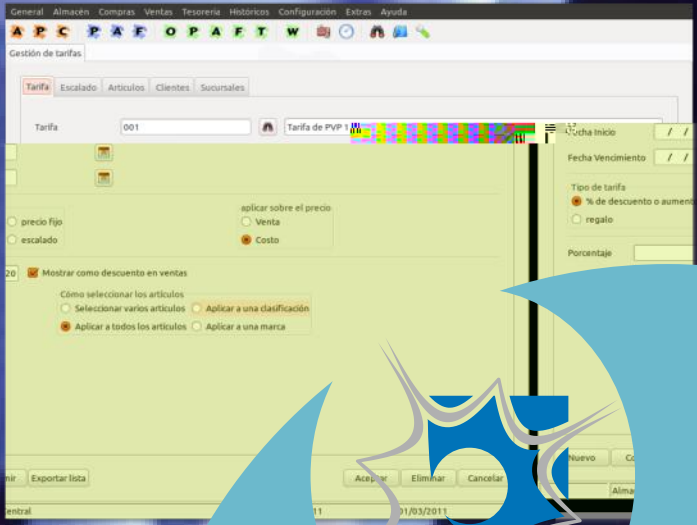 General Almacén Compras Ventas Tesorería Históricos Configuración Extras Ayuda
A P C P A F O P A F T W
Gestión de tarifas
Tarifa Escalado Artículos Clientes Sucursales
Tarifa 001 Tarifa de PVP 1
Fecha Inicio / /
Fecha Vencimiento / /
Tipo de tarifa
% de descuento o aument
regalo
Porcentaje
aplicar sobre el precio
precio fijo Venta
escalado Costo
20 Mostrar como descuento en ventas
Cómo seleccionar los artículos
Seleccionar varios artículos Aplicar a una clasificación
Aplicar a todos los artículos Aplicar a una marca
Nuevo Co
mir Exportar lista Aceptar Eliminar Cancelar
Alma
entral 11 01/03/2011